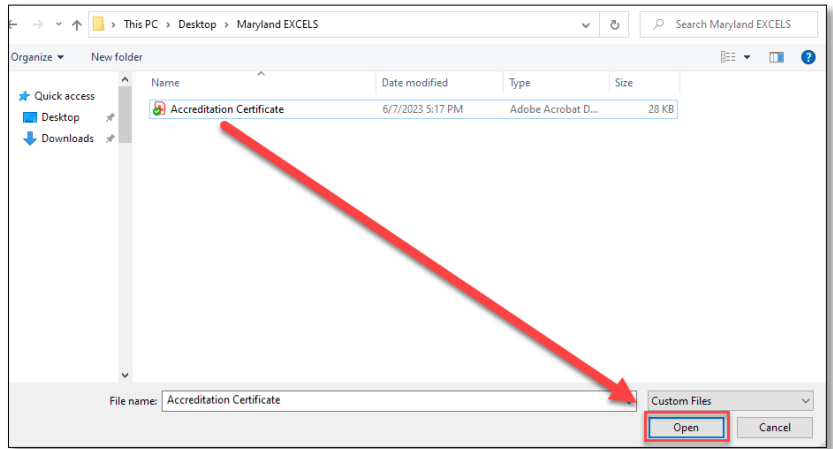 This PC > Desktop > Maryland EXCELS
Search Maryland EXCELS
Organize
New folder
Name
Date modified
Type
Size
Quick access
Desktop
Downloads
Accreditation Certificate
6/7/2023 5:17 PM
Adobe Acrobat D...
28 KB
File name:
Accreditation Certificate
Custom Files
Open
Cancel